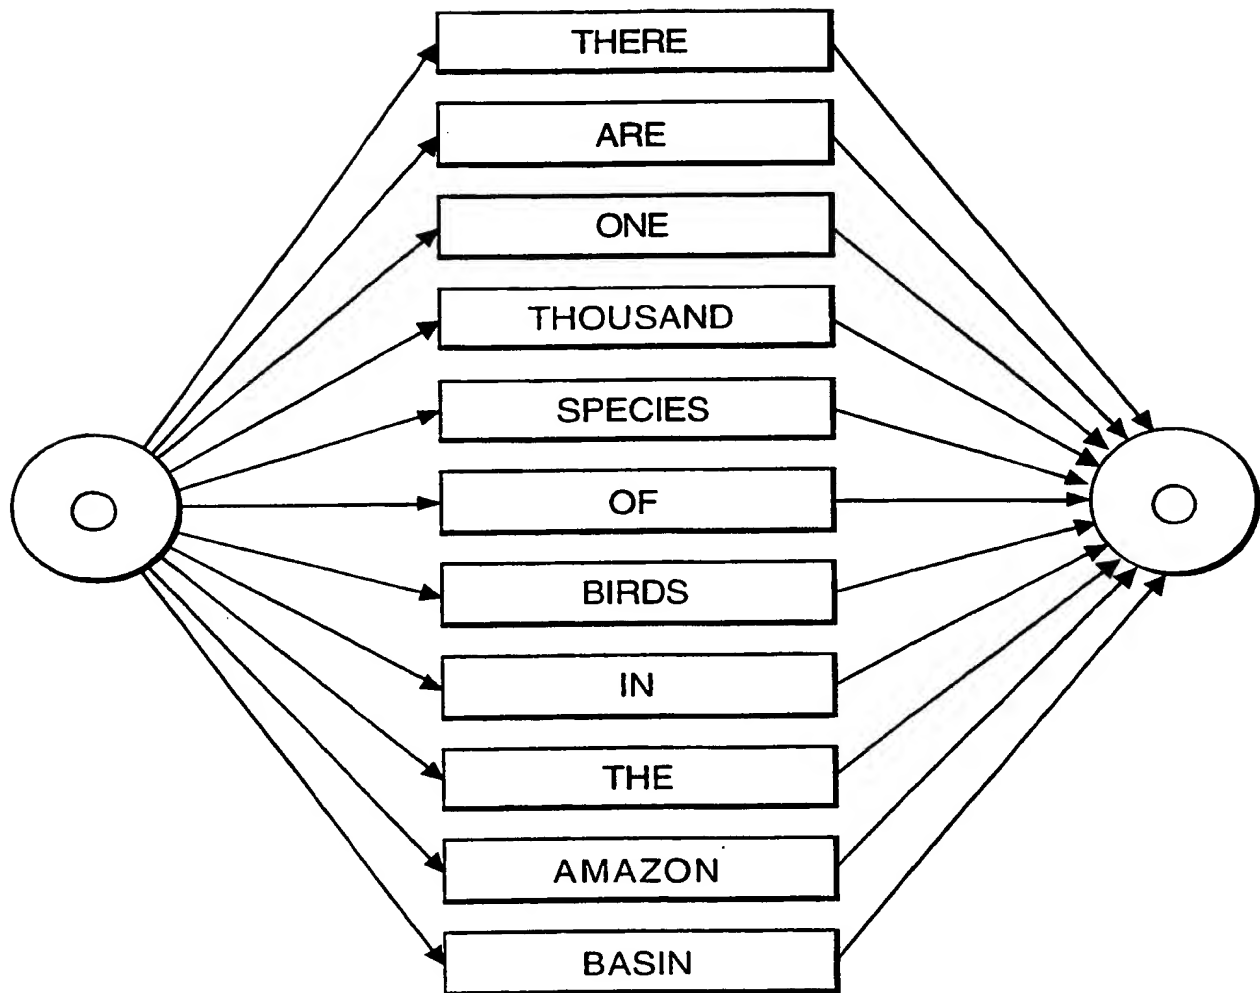 THERE
ARE
ONE
THOUSAND
SPECIES
OF
BIRDS
IN
THE
AMAZON
BASIN